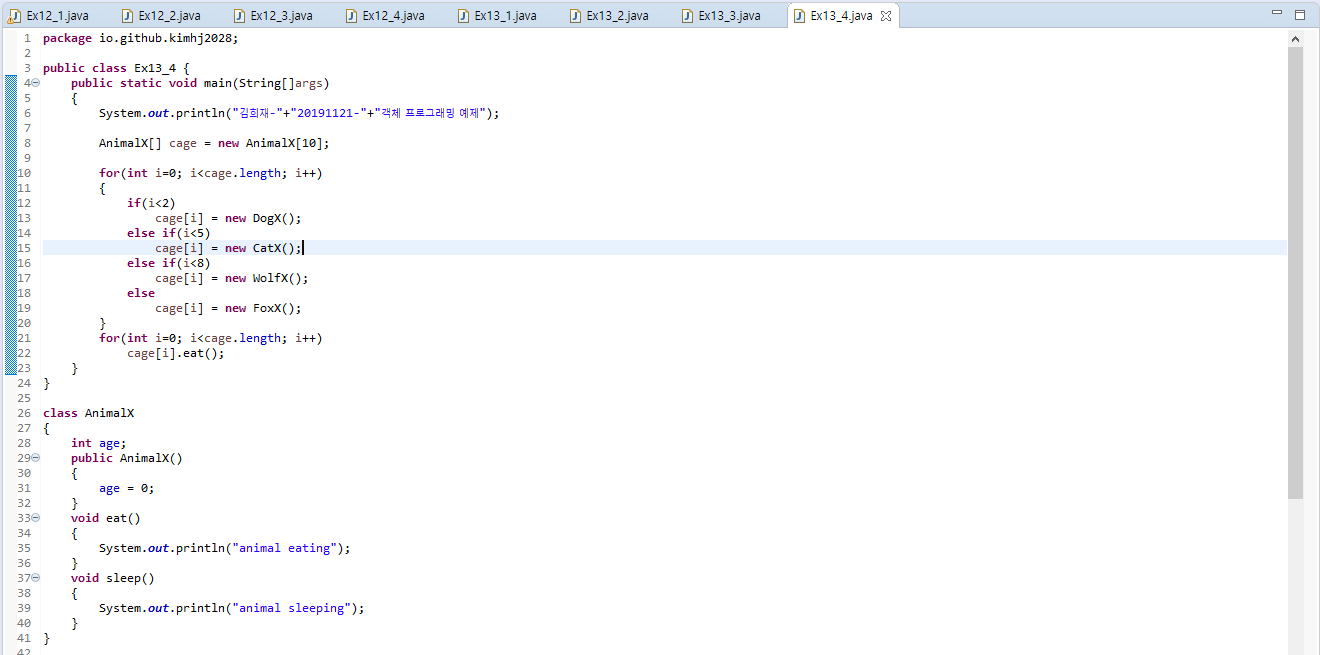 Ex12_1.java Ex12_2.java Ex12_3.java Ex12_4.java Ex13_1.java Ex13_2.java Ex13_3.java Ex13_4.java
1 package io.github.kimhj2028;
2
3 public class Ex13_4 {
4 public static void main(String[]args)
5 {
6 System.out.println("김희재-"+"20191121-"+"객체 프로그래밍 예제");
7
8 AnimalX[] cage = new AnimalX[10];
9
10 for(int i=0; i<cage.length; i++)
11 {
12 if(i<2)
13 cage[i] = new DogX();
14 else if(i<5)
15 cage[i] = new CatX();
16 else if(i<8)
17 cage[i] = new WolfX();
18 else
19 cage[i] = new FoxX();
20 }
21 for(int i=0; i<cage.length; i++)
22 cage[i].eat();
23 }
24 }
25
26 class AnimalX
27 {
28 int age;
29 public AnimalX()
30 {
31 age = 0;
32 }
33 void eat()
34 {
35 System.out.println("animal eating");
36 }
37 void sleep()
38 {
39 System.out.println("animal sleeping");
40 }
41 }
42